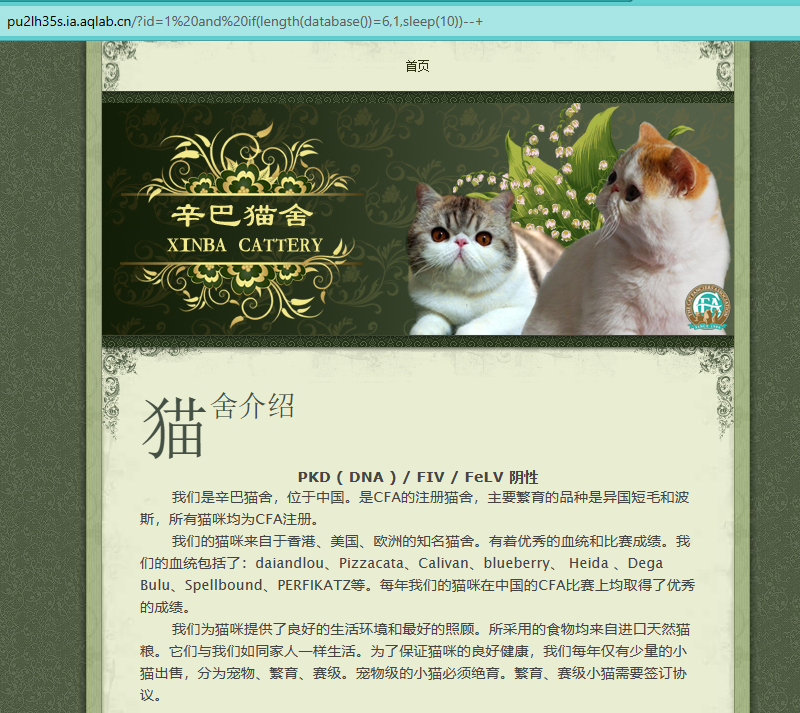 pu2lh35s.ia.aqlab.cn/?id=1%20and%20if(length(database())=6,1,sleep(10))--+
首页
辛巴猫舍
XINBA CATTERY
CFA
猫舍介绍
PKD ( DNA ) / FIV / FeLV 阴性
我们是辛巴猫舍，位于中国。是CFA的注册猫舍，主要繁育的品种是异国短毛和波
斯，所有猫咪均为CFA注册。
我们的猫咪来自于香港、美国、欧洲的知名猫舍。有着优秀的血统和比赛成绩。我
们的血统包括了：daiandlou、Pizzacata、Calivan、blueberry、 Heida 、Dega
Bulu、Spellbound、PERFIKATZ等。每年我们的猫咪在中国的CFA比赛上均取得了优秀
的成绩。
我们为猫咪提供了良好的生活环境和最好的照顾。所采用的食物均来自进口天然猫
粮。它们与我们如同家人一样生活。为了保证猫咪的良好健康，我们每年仅有少量的小
猫出售，分为宠物、繁育、赛级。宠物级的小猫必须绝育。繁育、赛级小猫需要签订协
议。